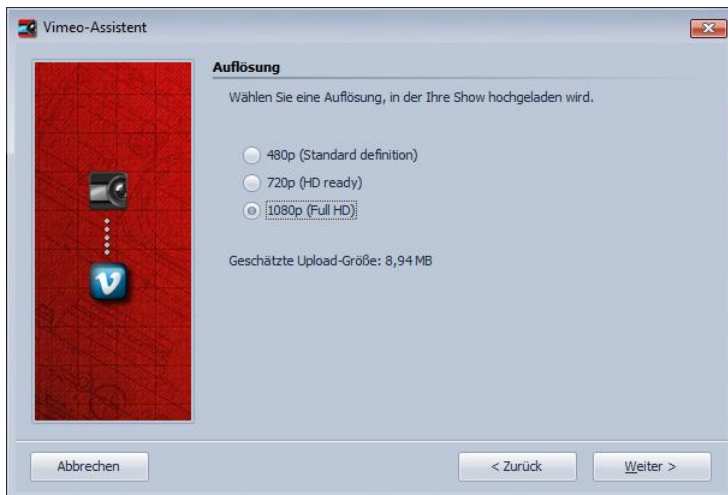 Vimeo-Assistent
Auflösung
Wählen Sie eine Auflösung, in der Ihre Show hochgeladen wird.
480p (Standard definition)
720p (HD ready)
1080p (Full HD)
Geschätzte Upload-Größe: 8,94 MB
Abbrechen
< Zurück
Weiter >